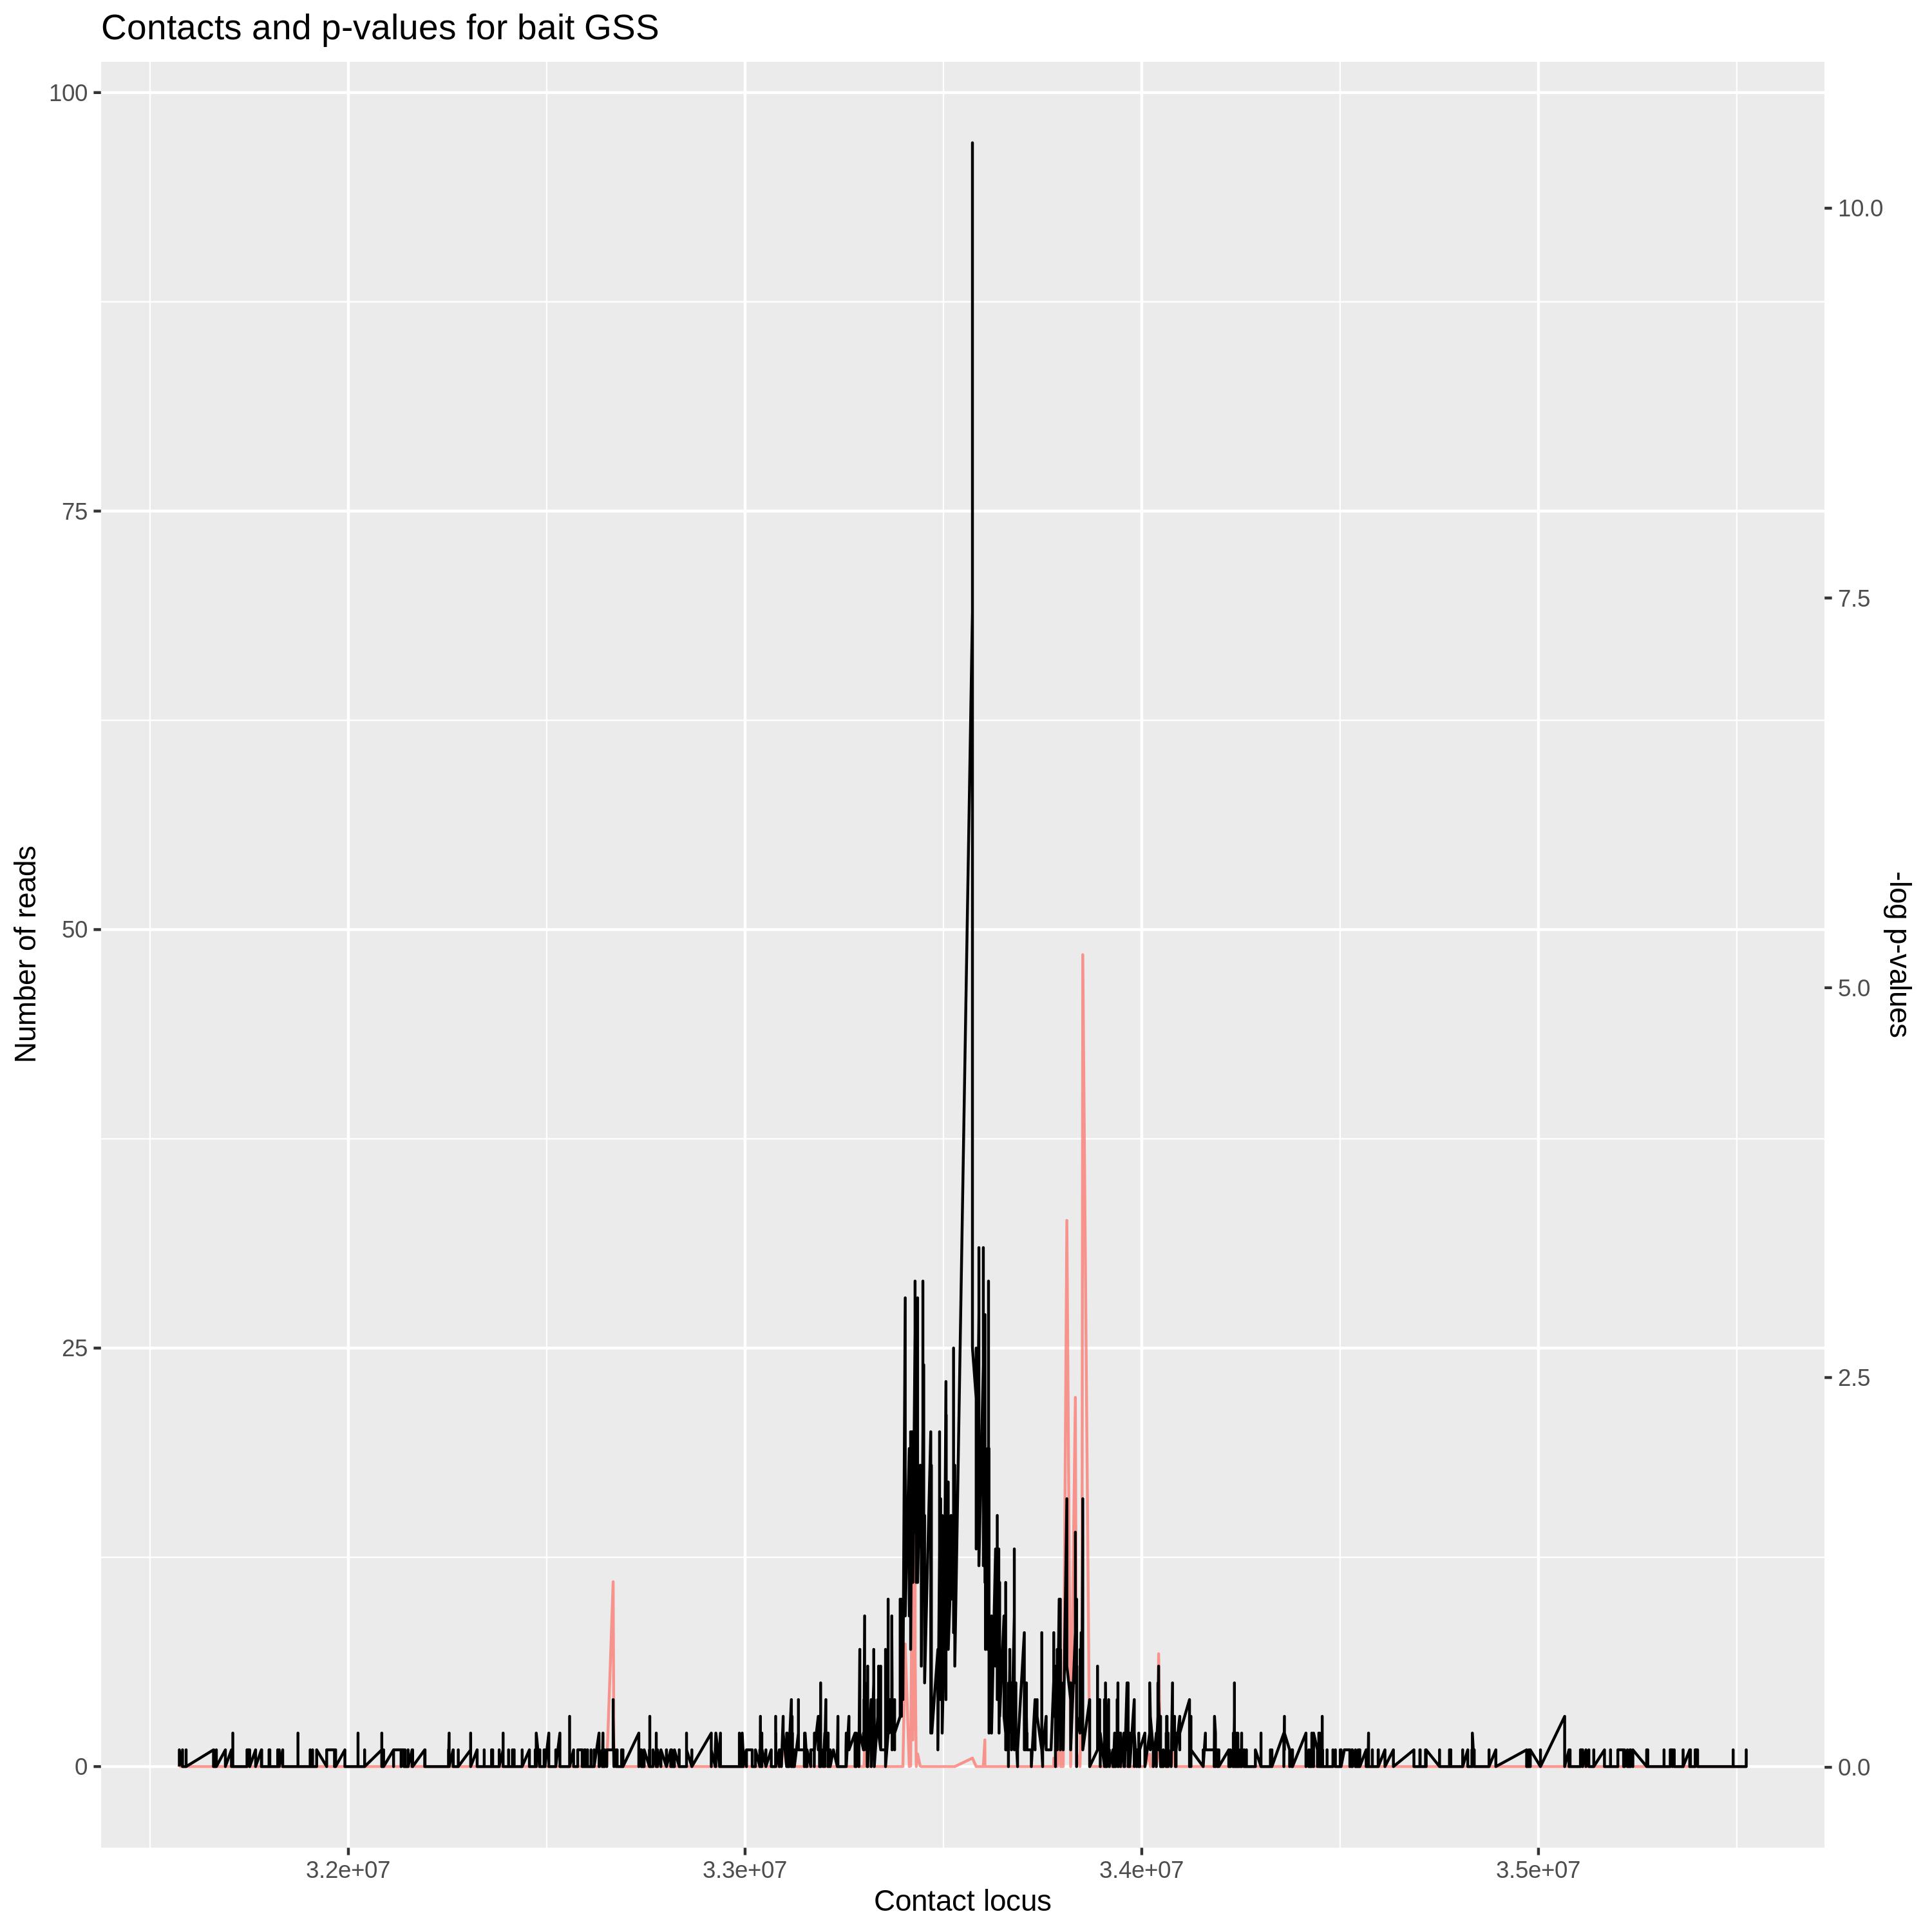 Contacts and p-values for bait GSS
100
75
50
25
0
Number of reads
10.0
7.5
5.0
2.5
0.0
-log p-values
3.2e+07
3.3e+07
3.4e+07
3.5e+07
Contact locus